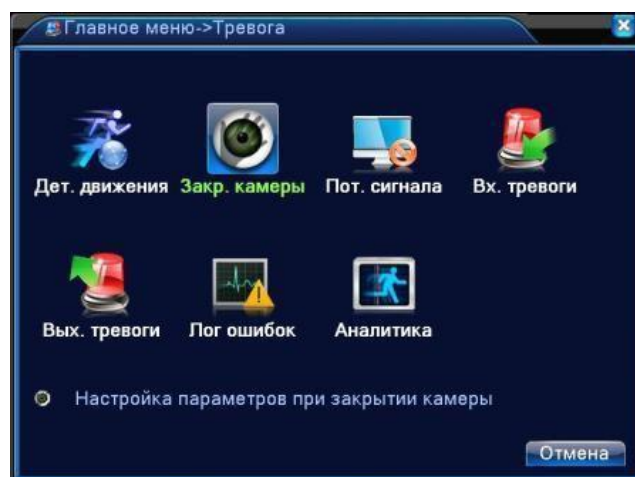 Главное меню->Тревога
Дет. движения Закр. камеры Пот. сигнала Вх. тревоги
Вых. тревоги Лог ошибок Аналитика
Настройка параметров при закрытии камеры
Отмена